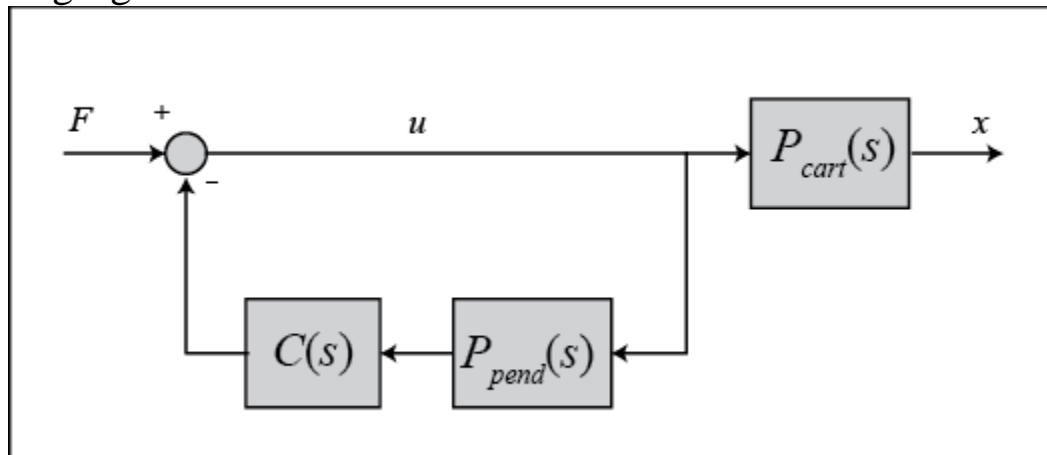 F
+
u
x
P_cart(s)
-
C(s)
P_pend(s)